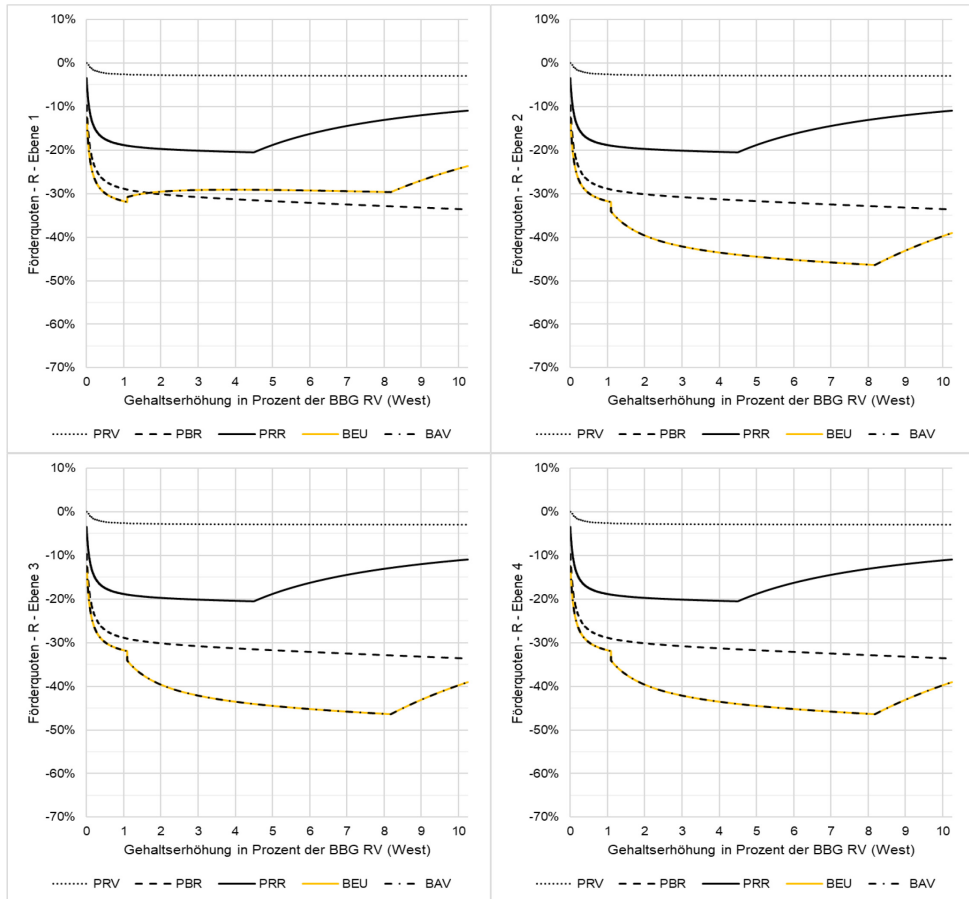 10%
0%
-10%
-20%
-30%
-40%
-50%
-60%
-70%
Förderquoten - R - Ebene 1
0 1 2 3 4 5 6 7 8 9 10
Gehaltserhöhung in Prozent der BBG RV (West)
PRV PBR PRR BEU BAV
10%
0%
-10%
-20%
-30%
-40%
-50%
-60%
-70%
Förderquoten - R - Ebene 2
0 1 2 3 4 5 6 7 8 9 10
Gehaltserhöhung in Prozent der BBG RV (West)
PRV PBR PRR BEU BAV
10%
0%
-10%
-20%
-30%
-40%
-50%
-60%
-70%
Förderquoten - R - Ebene 3
0 1 2 3 4 5 6 7 8 9 10
Gehaltserhöhung in Prozent der BBG RV (West)
PRV PBR PRR BEU BAV
10%
0%
-10%
-20%
-30%
-40%
-50%
-60%
-70%
Förderquoten - R - Ebene 4
0 1 2 3 4 5 6 7 8 9 10
Gehaltserhöhung in Prozent der BBG RV (West)
PRV PBR PRR BEU BAV